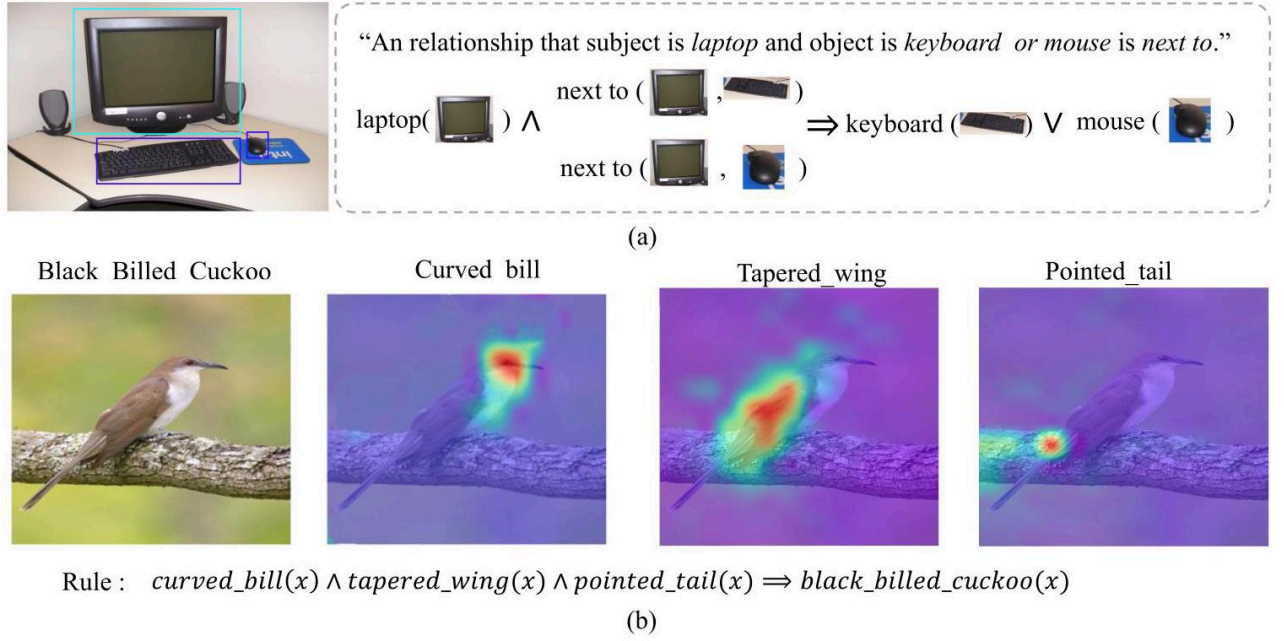 “An relationship that subject is laptop and object is keyboard or mouse is next to.”
next to ( , )
laptop( ) ∧ ⇒ keyboard ( ) ∨ mouse ( )
next to ( , )
(a)
Black Billed Cuckoo Curved bill Tapered_wing Pointed_tail
Rule : curved_bill(x) ∧ tapered_wing(x) ∧ pointed_tail(x) ⟹ black_billed_cuckoo(x)
(b)